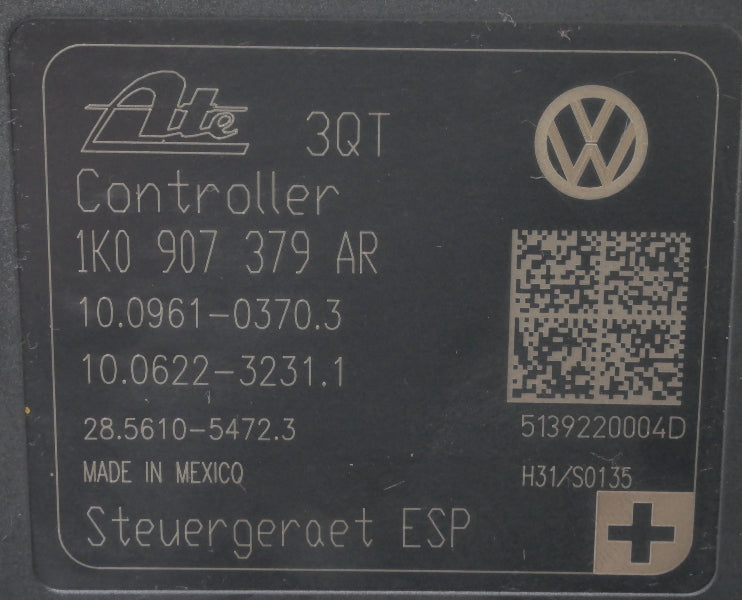 Ate 3QT
Controller
1K0 907 379 AR
10.0961-0370.3
10.0622-3231.1
28.5610-5472.3
5139220004D
MADE IN MEXICO
H31/S0135
Steuergeraet ESP